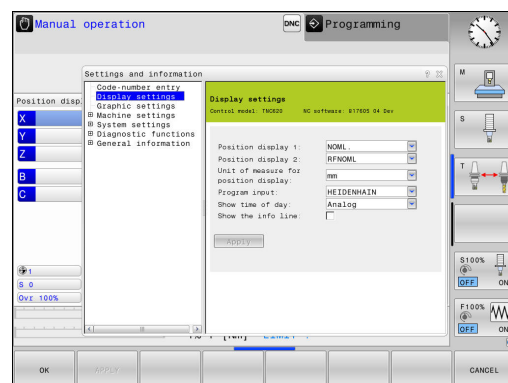 Manual operation
DNC
Programming
Settings and information
Code-number entry
Display settings
Graphic settings
Machine settings
System settings
Diagnostic functions
General information
Display settings
Control model: TNC620 NC software: 817605 04 Dev
Position display 1: NOML.
Position display 2: RFNOML
Unit of measure for
position display: mm
Program input: HEIDENHAIN
Show time of day: Analog
Show the info line:
Apply
Position disp
X
Y
Z
B
C
1
S 0
Ovr 100%
M
S
T
S100%
OFF ON
F100%
OFF ON
OK
APPLY
CANCEL